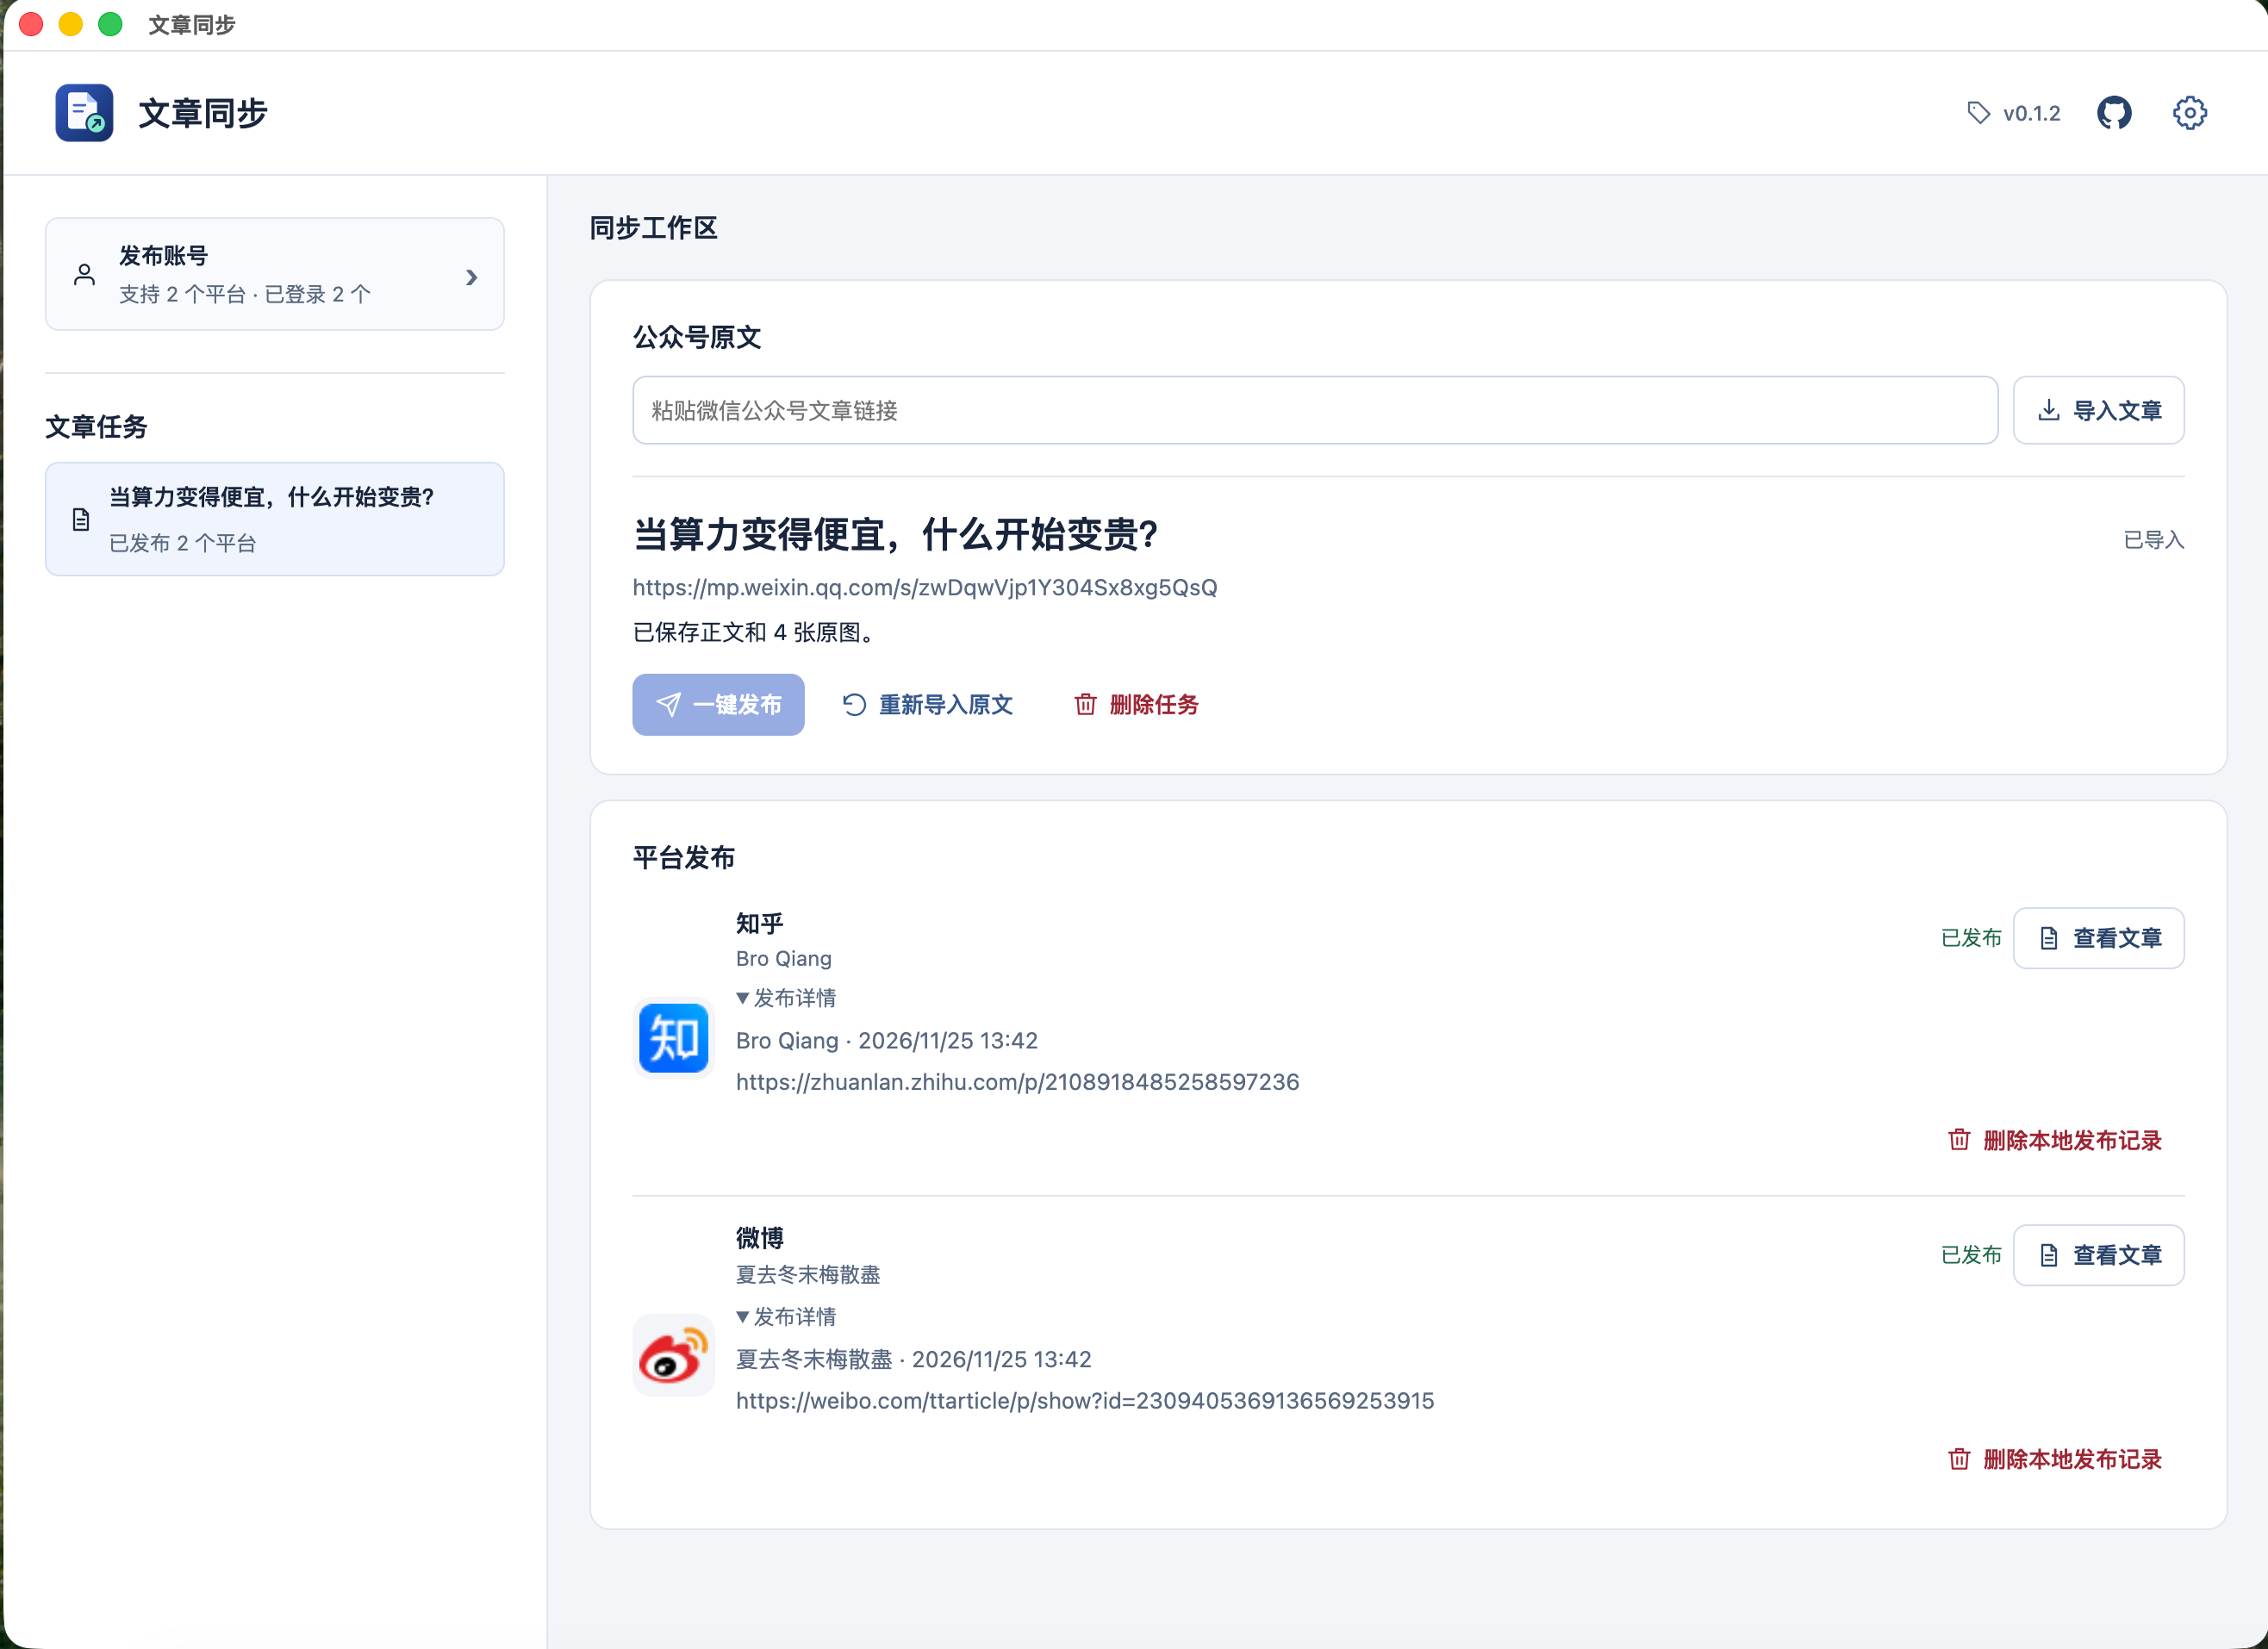 文章同步
文章同步
v0.1.2
发布账号
支持 2 个平台 · 已登录 2 个
文章任务
当算力变得便宜，什么开始变贵？
已发布 2 个平台
同步工作区
公众号原文
粘贴微信公众号文章链接
导入文章
当算力变得便宜，什么开始变贵？
已导入
https://mp.weixin.qq.com/s/zwDqwVjp1Y304Sx8xg5QsQ
已保存正文和 4 张原图。
一键发布
重新导入原文
删除任务
平台发布
知乎
Bro Qiang
已发布
查看文章
▼发布详情
知
Bro Qiang · 2026/11/25 13:42
https://zhuanlan.zhihu.com/p/2108918485258597236
删除本地发布记录
微博
夏去冬末梅散盡
已发布
查看文章
▼发布详情
夏去冬末梅散盡 · 2026/11/25 13:42
https://weibo.com/ttarticle/p/show?id=2309405369136569253915
删除本地发布记录